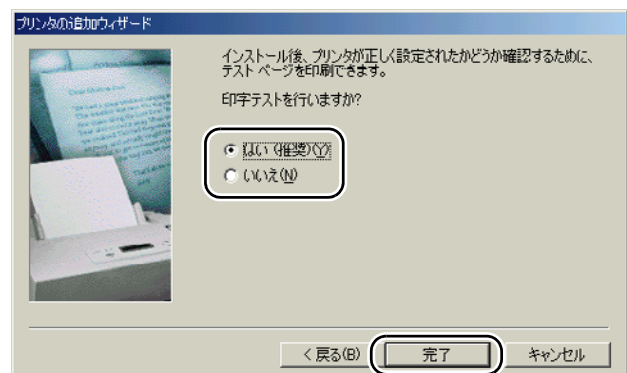 プリンタの追加ウィザード
インストール後、プリンタが正しく設定されたかどうか確認するために、
テスト ページを印刷できます。
印字テストを行いますか?
はい (推奨)(Y)
いいえ(N)
< 戻る(B)
完了
キャンセル